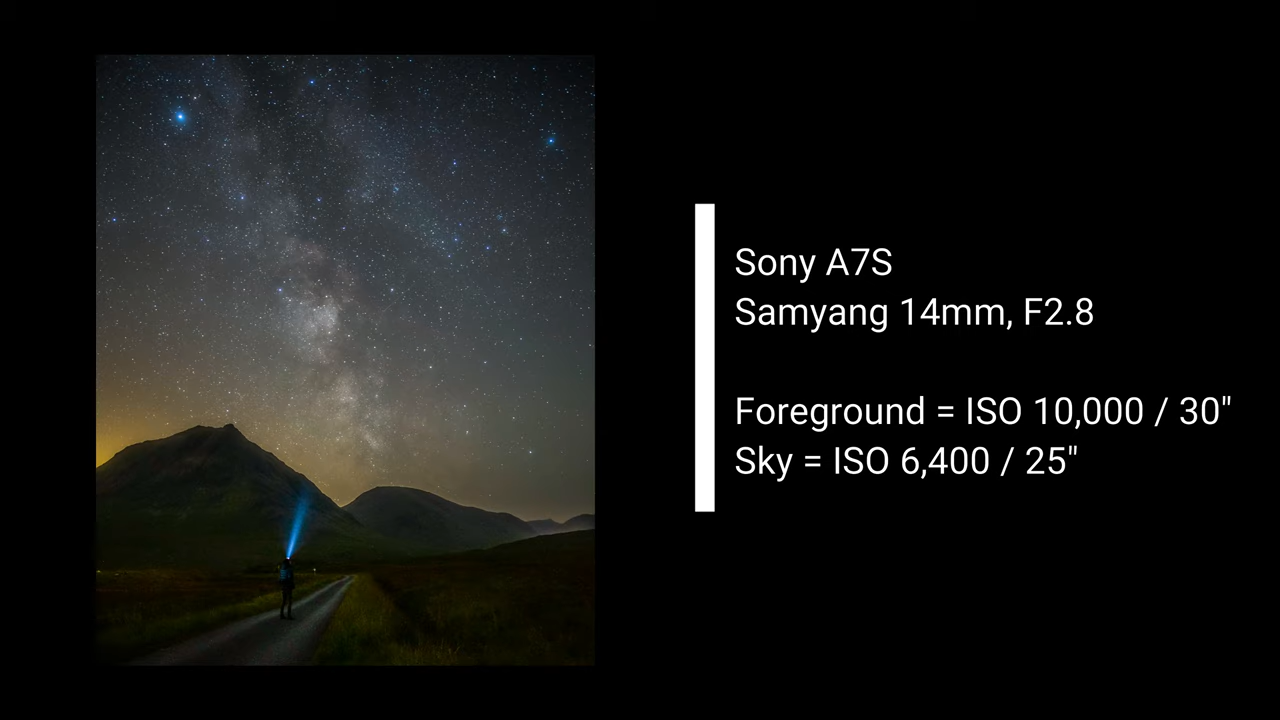 Sony A7S
Samyang 14mm, F2.8
Foreground = ISO 10,000 / 30"
Sky = ISO 6,400 / 25"